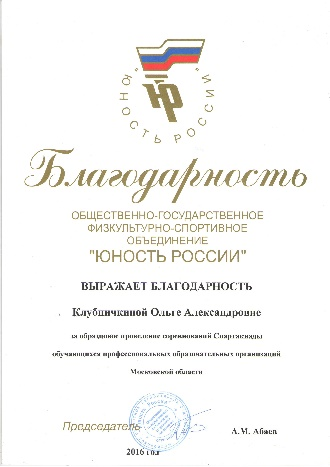 "ЮНОСТЬ РОССИИ"
ЮР
Благодарность
ОБЩЕСТВЕННО-ГОСУДАРСТВЕННОЕ
ФИЗКУЛЬТУРНО-СПОРТИВНОЕ
ОБЪЕДИНЕНИЕ
"ЮНОСТЬ РОССИИ"
ВЫРАЖАЕТ БЛАГОДАРНОСТЬ
Клубничкиной Ольге Александровне
за образцовое проведение соревнований Спартакиады
обучающихся профессиональных образовательных организаций
Московской области
Председатель
А.М. Абаев
2016 год